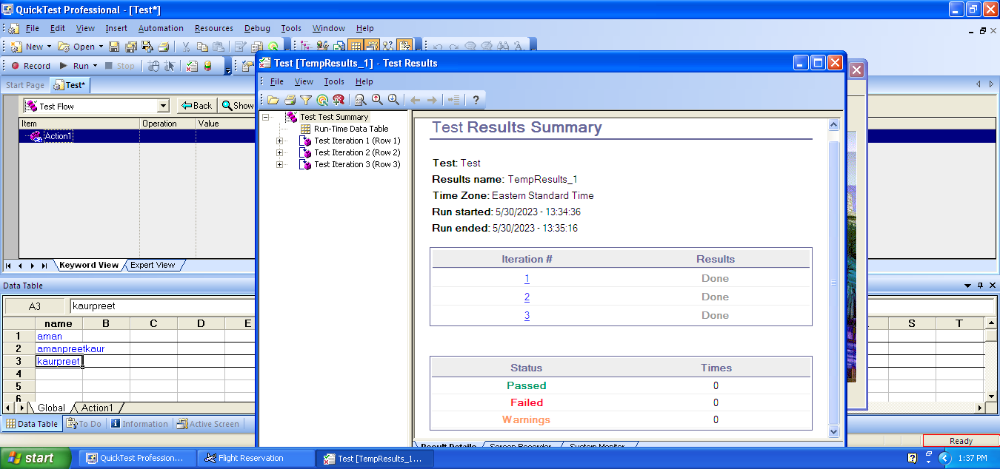 QuickTest Professional - [Test*]
File Edit View Insert Automation Resources Debug Tools Window Help
New Open
Record Run Stop
Start Page Test*
Test Flow Back Show
Item Operation Value
Action1
Keyword View Expert View
Test [TempResults_1] - Test Results
File View Tools Help
Test Test Summary
Run-Time Data Table
Test Iteration 1 (Row 1)
Test Iteration 2 (Row 2)
Test Iteration 3 (Row 3)
Test Results Summary
Test: Test
Results name: TempResults_1
Time Zone: Eastern Standard Time
Run started: 5/30/2023 - 13:34:36
Run ended: 5/30/2023 - 13:35:16
Iteration # Results
1 Done
2 Done
3 Done
Status Times
Passed 0
Failed 0
Warnings 0
Result Details Screen Recorder System Monitor
Data Table
A3 kaurpreet
name B C D E S T
1 aman
2 amanpreetkaur
3 kaurpreet
4
5
6
Global Action1
Data Table To Do Information Active Screen
Ready
start QuickTest Profession... Flight Reservation Test [TempResults_1... 1:37 PM